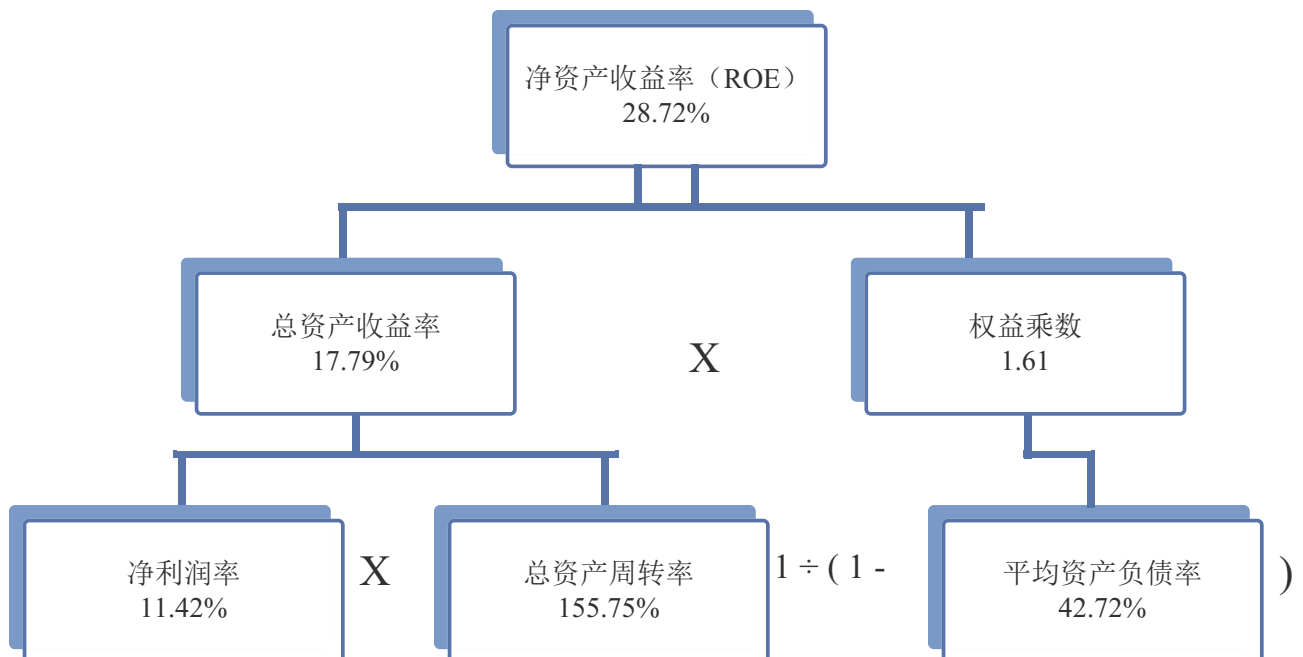 净资产收益率（ROE）
28.72%
总资产收益率
17.79%
X
权益乘数
1.61
净利润率
11.42%
X
总资产周转率
155.75%
1 ÷ ( 1 -
平均资产负债率
42.72%
)